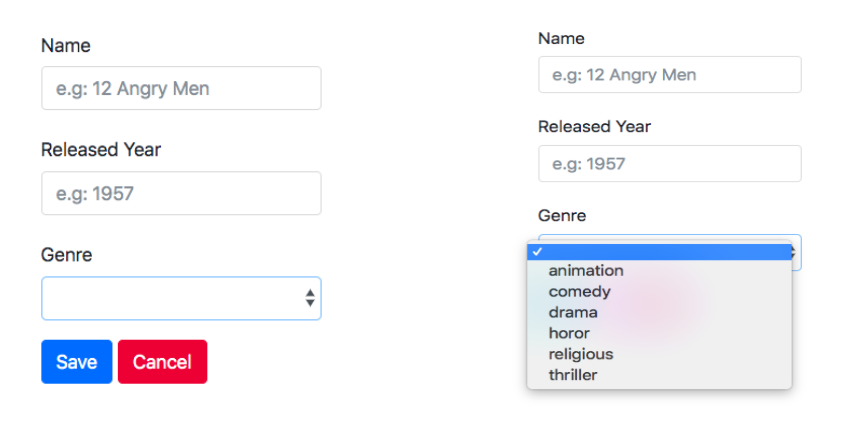 Name
e.g: 12 Angry Men
Released Year
e.g: 1957
Genre
Save Cancel
Name
e.g: 12 Angry Men
Released Year
e.g: 1957
Genre
animation
comedy
drama
horor
religious
thriller